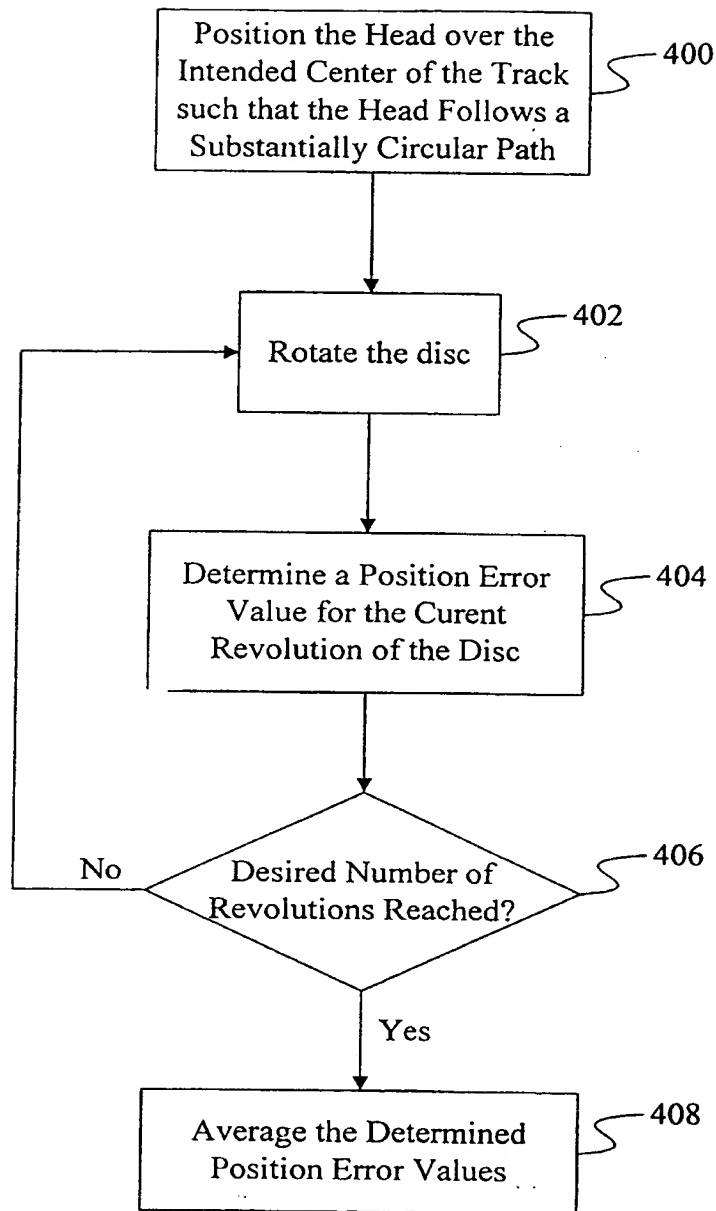 Position the Head over the
Intended Center of the Track
such that the Head Follows a
Substantially Circular Path
400
Rotate the disc
402
Determine a Position Error
Value for the Curent
Revolution of the Disc
404
Desired Number of
Revolutions Reached?
406
No
Yes
Average the Determined
Position Error Values
408